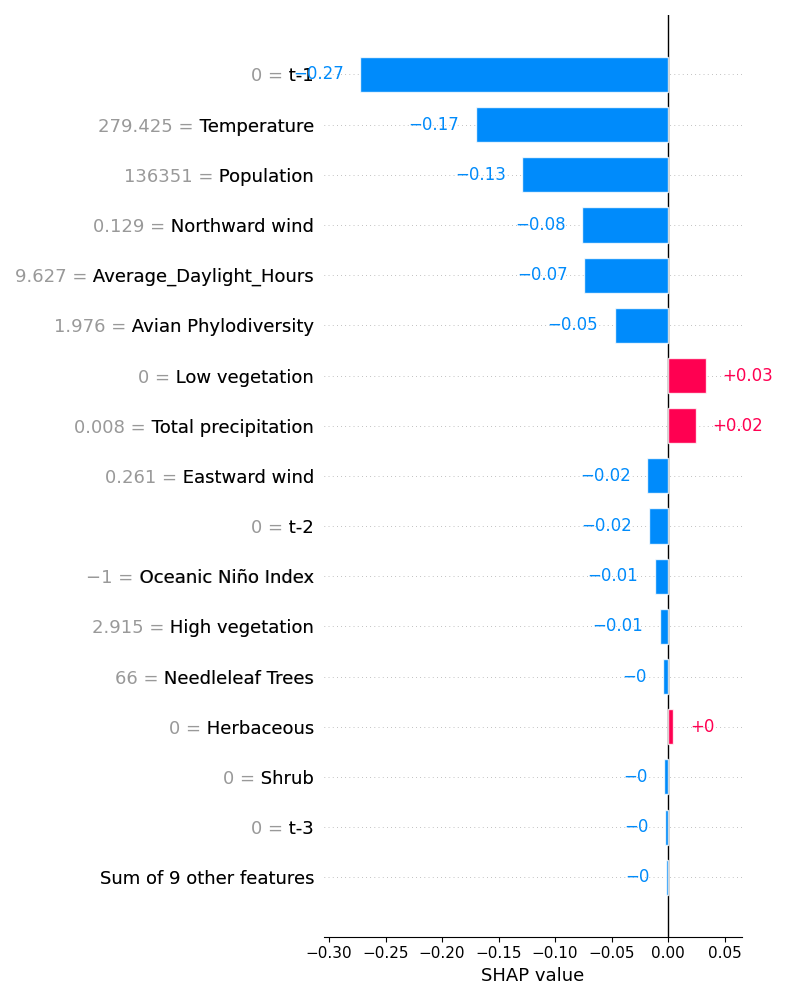 0 = t-1 −0.27
279.425 = Temperature −0.17
136351 = Population −0.13
0.129 = Northward wind −0.08
9.627 = Average_Daylight_Hours −0.07
1.976 = Avian Phylodiversity −0.05
0 = Low vegetation +0.03
0.008 = Total precipitation +0.02
0.261 = Eastward wind −0.02
0 = t-2 −0.02
−1 = Oceanic Niño Index −0.01
2.915 = High vegetation −0.01
66 = Needleleaf Trees −0
0 = Herbaceous +0
0 = Shrub −0
0 = t-3 −0
Sum of 9 other features −0
−0.30 −0.25 −0.20 −0.15 −0.10 −0.05 0.00 0.05
SHAP value